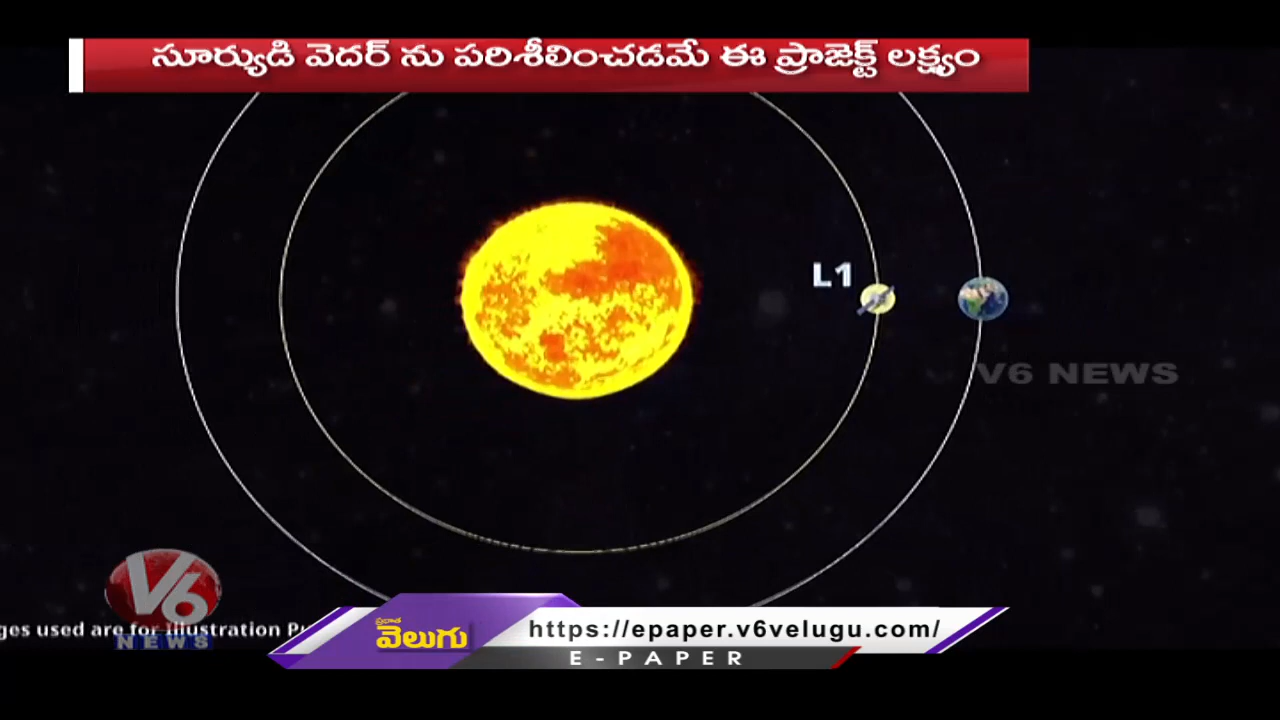 సూర్యుడి వెదర్ ను పరిశీలించడమే ఈ ప్రాజెక్ట్ లక్ష్యం
L1
V6 NEWS
V6
NEWS
ges used are for Illustration P
ప్రభాత
వెలుగు
https://epaper.v6velugu.com/
E-PAPER